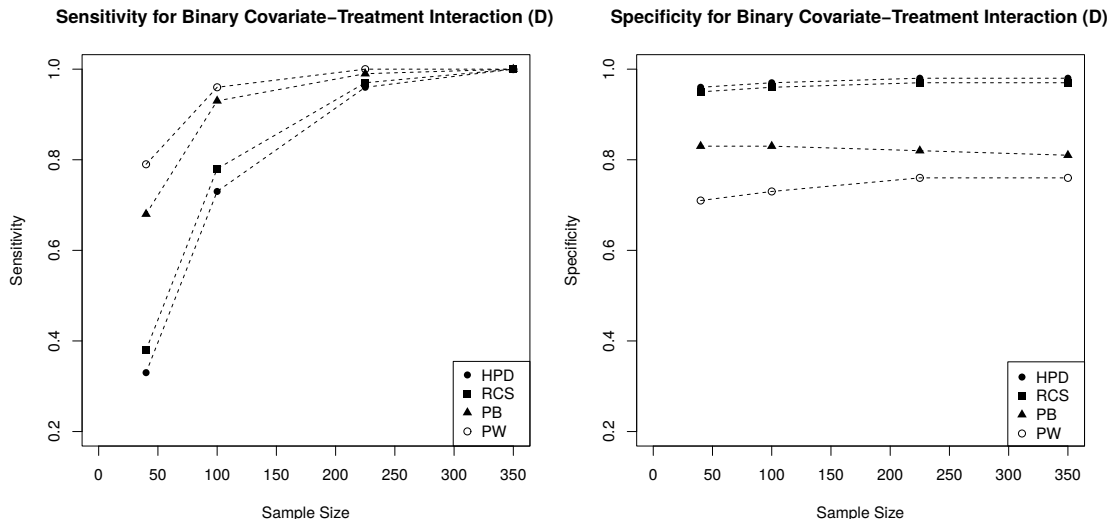 Sensitivity for Binary Covariate−Treatment Interaction (D)
Sensitivity
1.0
0.8
0.6
0.4
0.2
HPD
RCS
PB
PW
0 50 100 150 200 250 300 350
Sample Size
Specificity for Binary Covariate−Treatment Interaction (D)
Specificity
1.0
0.8
0.6
0.4
0.2
HPD
RCS
PB
PW
0 50 100 150 200 250 300 350
Sample Size